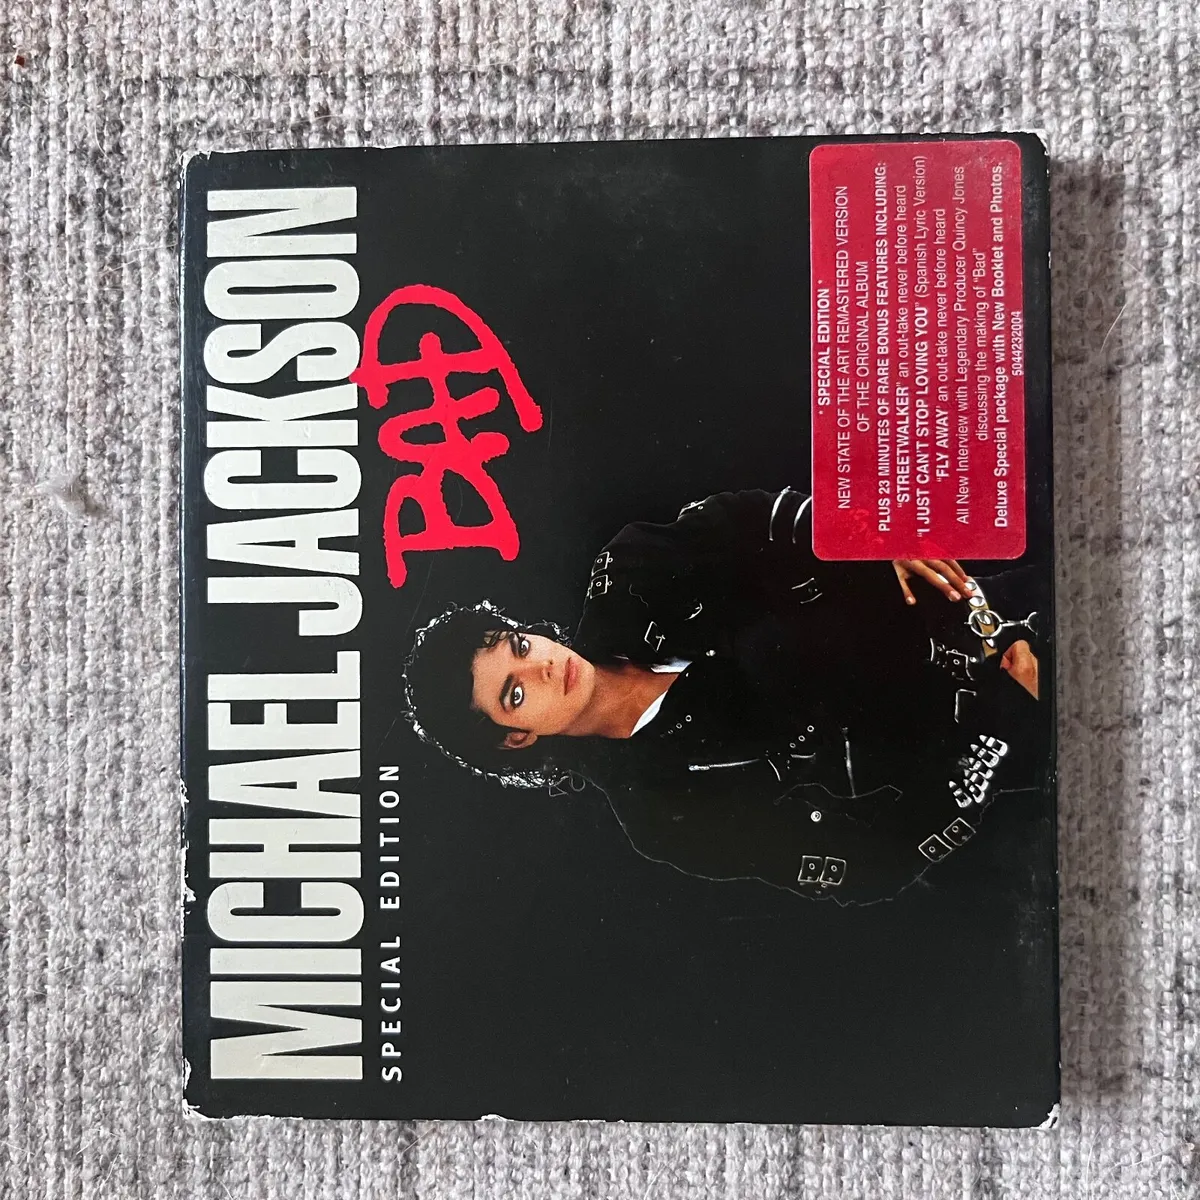 MICHAEL JACKSON
BAD
SPECIAL EDITION
* SPECIAL EDITION *
NEW STATE OF THE ART REMASTERED VERSION
OF THE ORIGINAL ALBUM
PLUS 23 MINUTES OF RARE BONUS FEATURES INCLUDING:
"STREETWALKER" an out-take never before heard
"I JUST CAN'T STOP LOVING YOU" (Spanish Lyric Version)
"FLY AWAY" an out-take never before heard
All New Interview with Legendary Producer Quincy Jones
discussing the making of "Bad"
Deluxe Special package with New Booklet and Photos.
5044232004